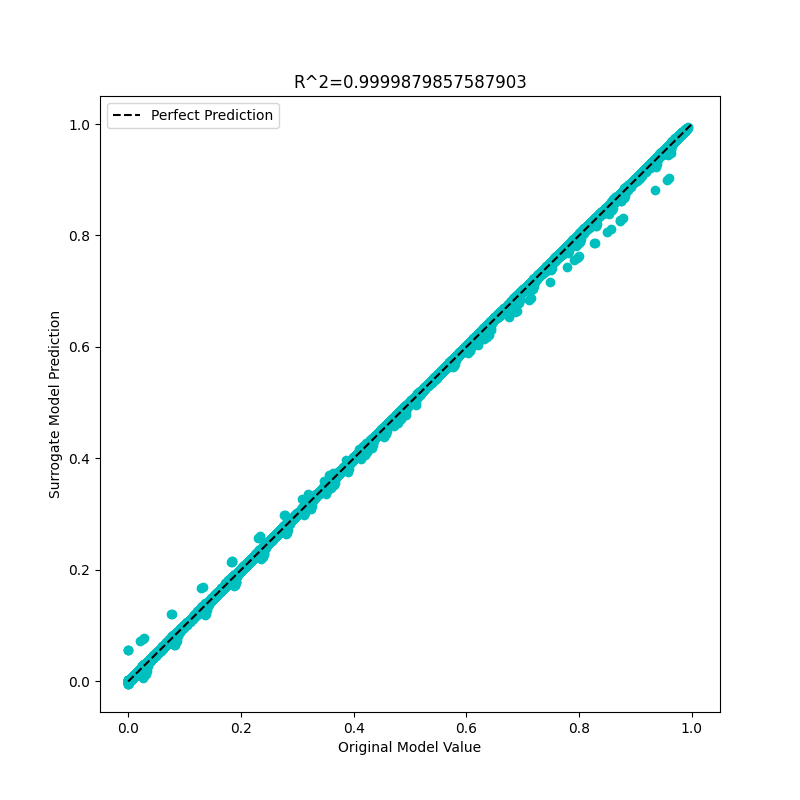 R^2=0.9999879857587903
Perfect Prediction
1.0
0.8
0.6
0.4
0.2
0.0
Surrogate Model Prediction
0.0 0.2 0.4 0.6 0.8 1.0
Original Model Value